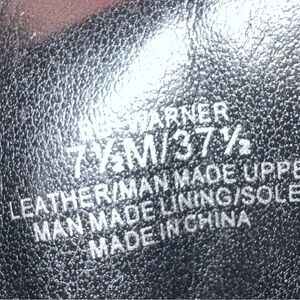 WARNER
7½M/37½
LEATHER/MAN MADE UPPE
MAN MADE LINING/SOLE
MADE IN CHINA